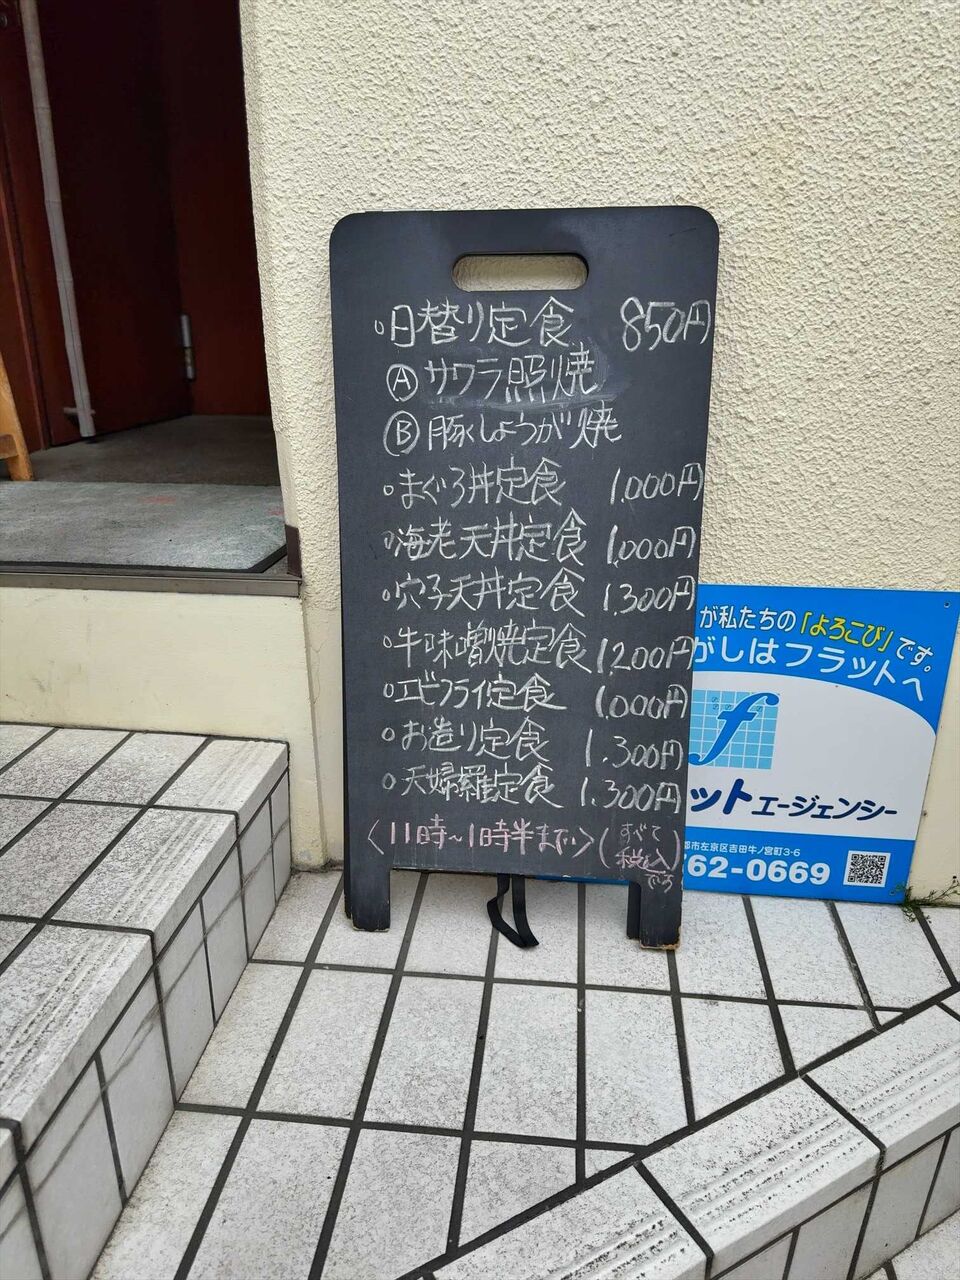 ○日替り定食 850円
Ⓐサワラ照焼
Ⓑ豚しょうが焼
○まぐろ丼定食 1.000円
○海老天丼定食 1.000円
○穴子天丼定食 1.300円
○牛味噌焼定食 1.200円
○エビフライ定食 1.000円
○お造り定食 1.300円
○天婦羅定食 1.300円
〈11時～1時半まで〉(すべて税込です)
が私たちの「よろこび」です。
がしはフラットへ
f
ットエージェンシー
都市左京区吉田牛ノ宮町3-6
62-0669